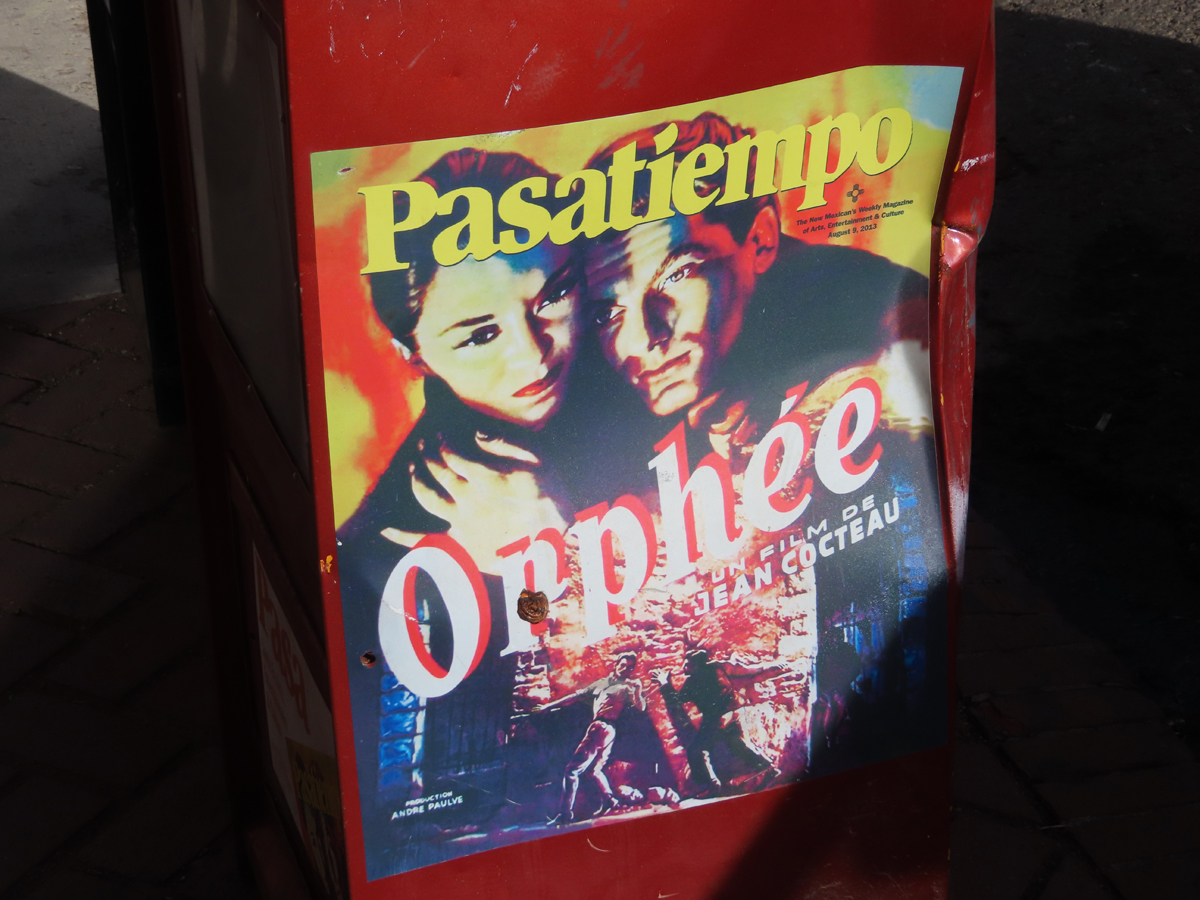 Pasatiempo
The New Mexican's Weekly Magazine
of Arts, Entertainment & Culture
August 9, 2013
Orphée
UN FILM DE
JEAN COCTEAU
PRODUCTION
ANDRE PAULVE